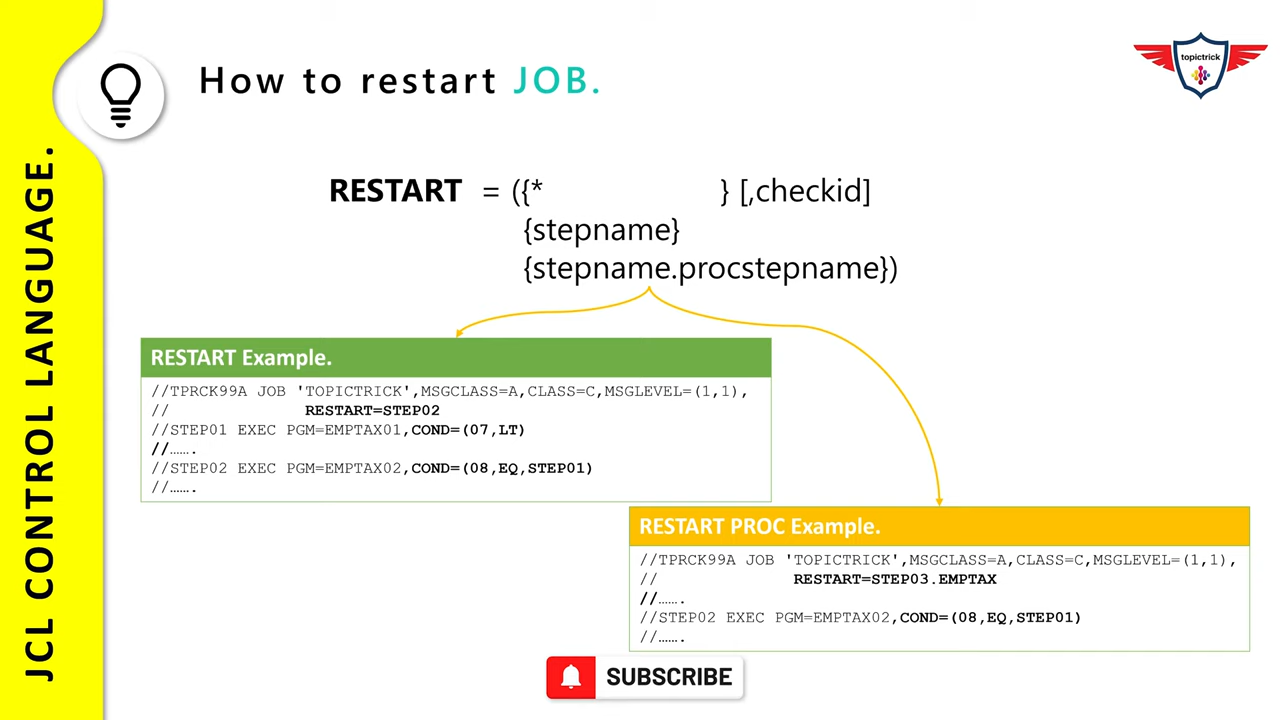 How to restart JOB.
topictrick
JCL CONTROL LANGUAGE.
RESTART = ({* } [,checkid]
{stepname}
{stepname.procstepname})
RESTART Example.
//TPRCK99A JOB 'TOPICTRICK',MSGCLASS=A,CLASS=C,MSGLEVEL=(1,1),
// RESTART=STEP02
//STEP01 EXEC PGM=EMPTAX01,COND=(07,LT)
//…….
//STEP02 EXEC PGM=EMPTAX02,COND=(08,EQ,STEP01)
//…….
RESTART PROC Example.
//TPRCK99A JOB 'TOPICTRICK',MSGCLASS=A,CLASS=C,MSGLEVEL=(1,1),
// RESTART=STEP03.EMPTAX
//…….
//STEP02 EXEC PGM=EMPTAX02,COND=(08,EQ,STEP01)
//…….
SUBSCRIBE